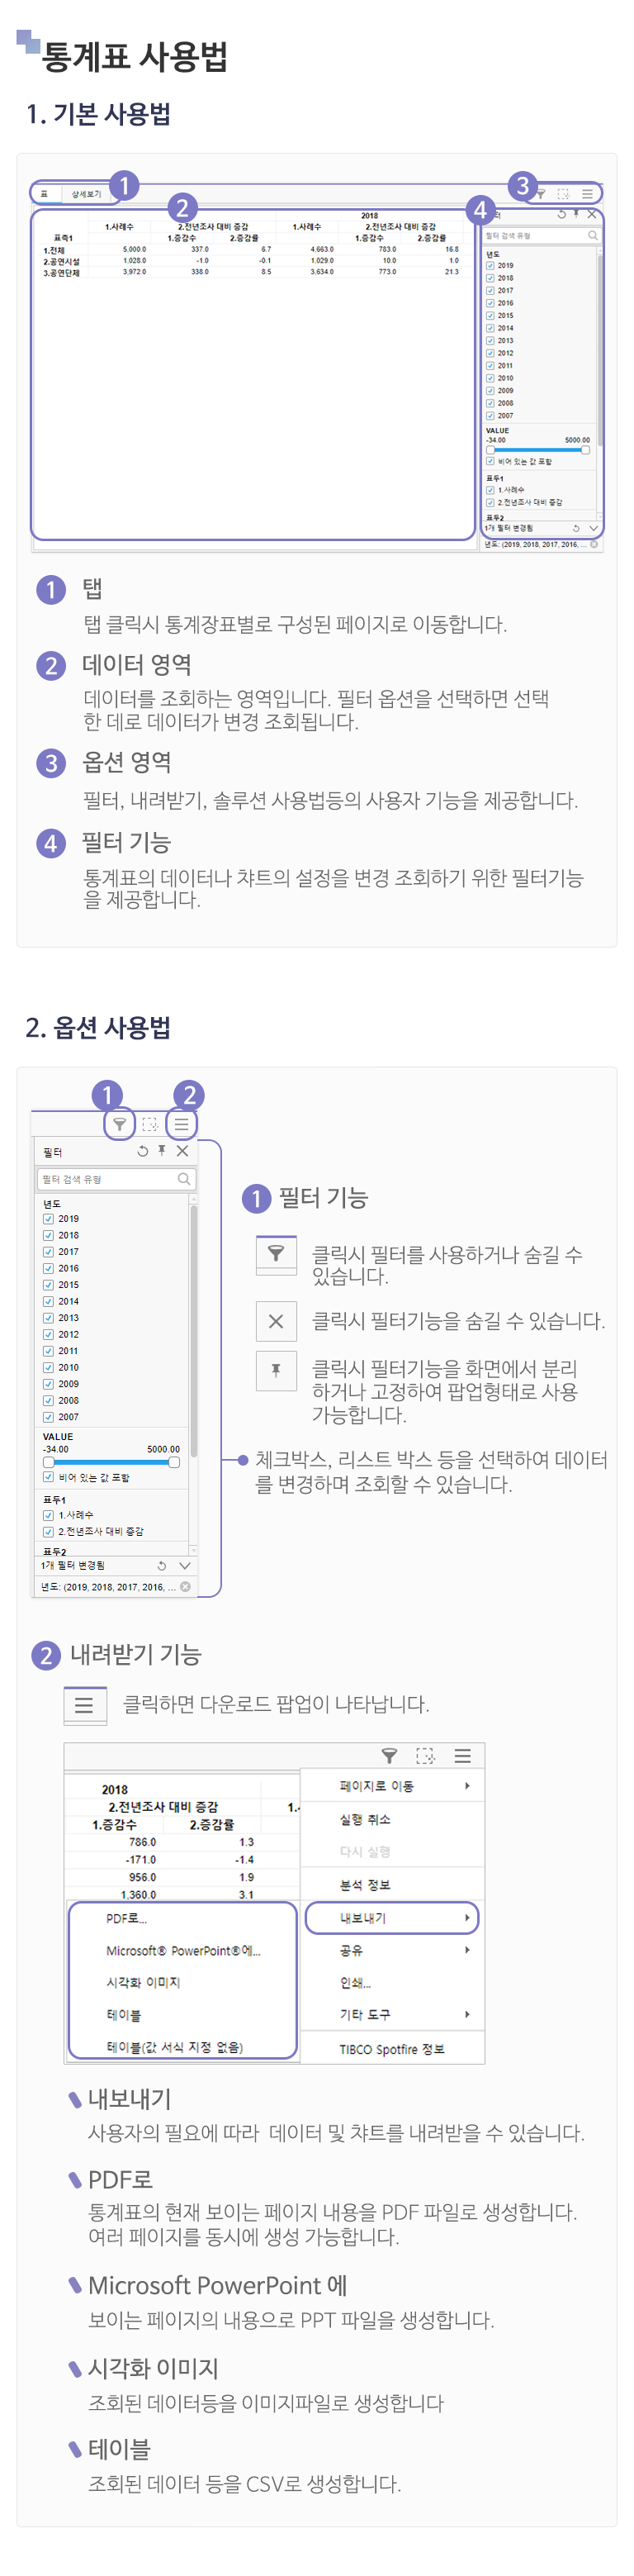 통계표 사용법
1. 기본 사용법
1
표 상세보기
3
2
4
2018
1.사례수 2.전년조사 대비 증감 1.사례수 2.전년조사 대비 증감
표측1 1.증감수 2.증감률 1.증감수 2.증감률
1.전체 5,000.0 337.0 6.7 4,663.0 783.0 16.8
2.공연시설 1,028.0 -1.0 -0.1 1,029.0 10.0 1.0
3.공연단체 3,972.0 338.0 8.5 3,634.0 773.0 21.3
필터 검색 유형
년도
2019
2018
2017
2016
2015
2014
2013
2012
2011
2010
2009
2008
2007
VALUE
-34.00 5000.00
비어 있는 값 포함
표두1
1.사례수
2.전년조사 대비 증감
표두2
1개 필터 변경됨
년도: (2019, 2018, 2017, 2016, ...
1 탭
탭 클릭시 통계장표별로 구성된 페이지로 이동합니다.
2 데이터 영역
데이터를 조회하는 영역입니다. 필터 옵션을 선택하면 선택
한 데로 데이터가 변경 조회됩니다.
3 옵션 영역
필터, 내려받기, 솔루션 사용법등의 사용자 기능을 제공합니다.
4 필터 기능
통계표의 데이터나 챠트의 설정을 변경 조회하기 위한 필터기능
을 제공합니다.
2. 옵션 사용법
1 2
필터
필터 검색 유형
년도
2019
2018
2017
2016
2015
2014
2013
2012
2011
2010
2009
2008
2007
VALUE
-34.00 5000.00
비어 있는 값 포함
표두1
1.사례수
2.전년조사 대비 증감
표두2
1개 필터 변경됨
년도: (2019, 2018, 2017, 2016, ...
1 필터 기능
클릭시 필터를 사용하거나 숨길 수
있습니다.
클릭시 필터기능을 숨길 수 있습니다.
클릭시 필터기능을 화면에서 분리
하거나 고정하여 팝업형태로 사용
가능합니다.
체크박스, 리스트 박스 등을 선택하여 데이터
를 변경하며 조회할 수 있습니다.
2 내려받기 기능
클릭하면 다운로드 팝업이 나타납니다.
2018
2.전년조사 대비 증감 1.
1.증감수 2.증감률
786.0 1.3
-171.0 -1.4
956.0 1.9
1,360.0 3.1
PDF로...
Microsoft® PowerPoint®에...
시각화 이미지
테이블
테이블(값 서식 지정 없음)
페이지로 이동
실행 취소
다시 실행
분석 정보
내보내기
공유
인쇄...
기타 도구
TIBCO Spotfire 정보
내보내기
사용자의 필요에 따라 데이터 및 챠트를 내려받을 수 있습니다.
PDF로
통계표의 현재 보이는 페이지 내용을 PDF 파일로 생성합니다.
여러 페이지를 동시에 생성 가능합니다.
Microsoft PowerPoint 에
보이는 페이지의 내용으로 PPT 파일을 생성합니다.
시각화 이미지
조회된 데이터등을 이미지파일로 생성합니다
테이블
조회된 데이터 등을 CSV로 생성합니다.